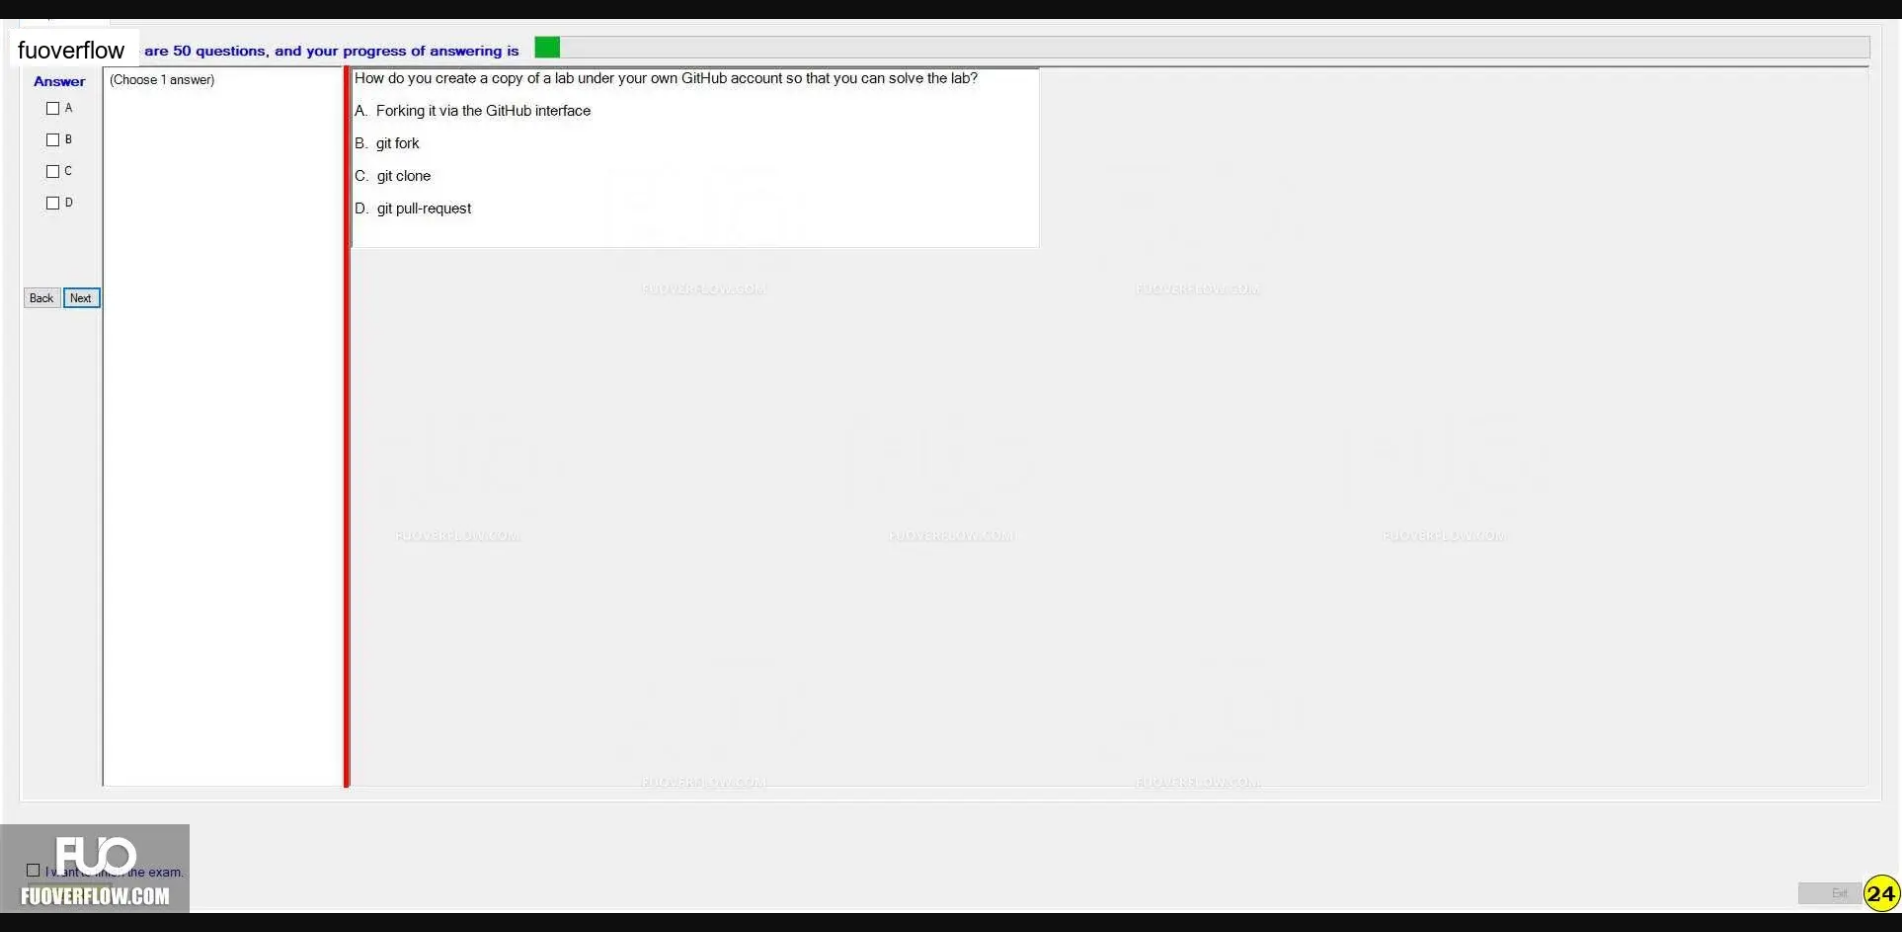 fuoverflow are 50 questions, and your progress of answering is
Answer
(Choose 1 answer)
A
B
C
D
Back Next
How do you create a copy of a lab under your own GitHub account so that you can solve the lab?
A. Forking it via the GitHub interface
B. git fork
C. git clone
D. git pull-request
FUOVERFLOW.COM FUOVERFLOW.COM
FUOVERFLOW.COM FUOVERFLOW.COM FUOVERFLOW.COM
FUOVERFLOW.COM FUOVERFLOW.COM
FUO
I want to finish the exam.
FUOVERFLOW.COM
Exit 24